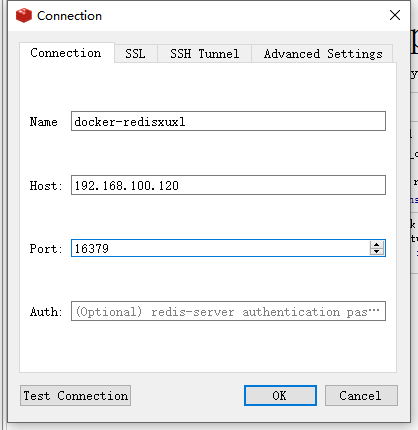 Connection
Connection SSL SSH Tunnel Advanced Settings
Name docker-redisxuxl
Host: 192.168.100.120
Port: 16379
Auth: (Optional) redis-server authentication pas…
Test Connection OK Cancel